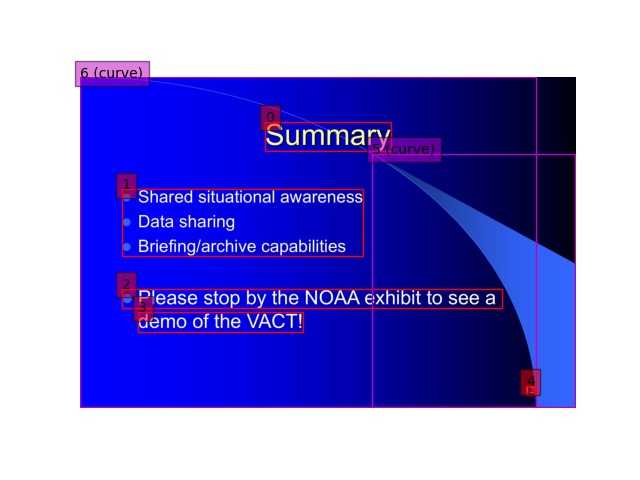 6 (curve)
0
Summary
5 (curve)
1
Shared situational awareness
Data sharing
Briefing/archive capabilities
2
Please stop by the NOAA exhibit to see a
3
demo of the VACT!
4